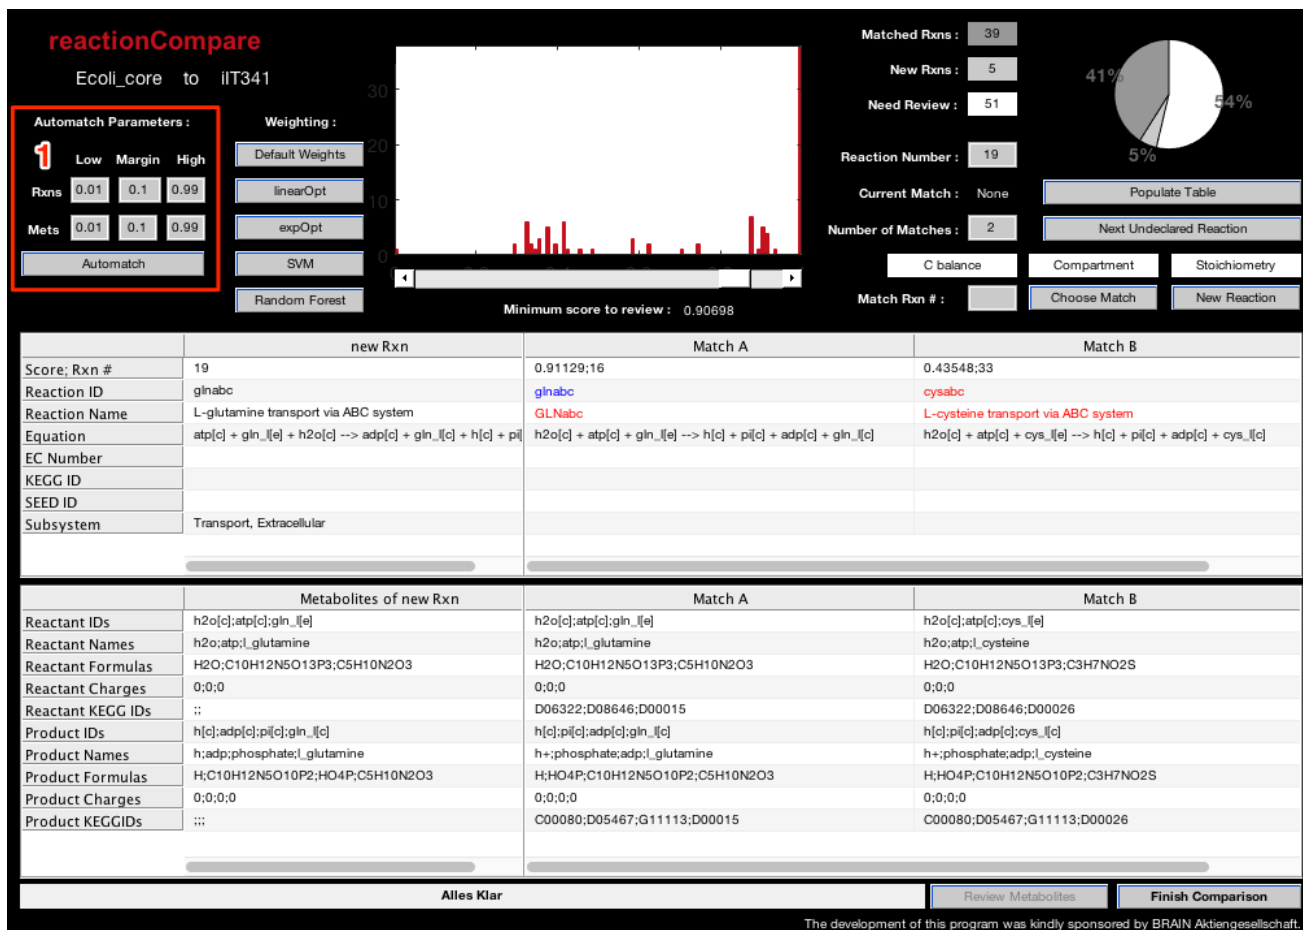 reactionCompare
Ecoli_core to iIT341
Automatch Parameters :
1
Low Margin High
Rxns 0.01 0.1 0.99
Mets 0.01 0.1 0.99
Automatch
Weighting :
Default Weights
linearOpt
expOpt
SVM
Random Forest
30
20
10
0
Minimum score to review : 0.90698
Matched Rxns : 39
New Rxns : 5
Need Review : 51
Reaction Number : 19
Current Match : None
Number of Matches : 2
C balance Compartment Stoichiometry
Match Rxn # : Choose Match New Reaction
41%
54%
5%
Populate Table
Next Undeclared Reaction
new Rxn Match A Match B
Score; Rxn # 19 0.91129;16 0.43548;33
Reaction ID glnabc glnabc cysabc
Reaction Name L-glutamine transport via ABC system GLNabc L-cysteine transport via ABC system
Equation atp[c] + gln_l[e] + h2o[c] --> adp[c] + gln_l[c] + h[c] + pi[ h2o[c] + atp[c] + gln_l[e] --> h[c] + pi[c] + adp[c] + gln_l[c] h2o[c] + atp[c] + cys_l[e] --> h[c] + pi[c] + adp[c] + cys_l[c]
EC Number
KEGG ID
SEED ID
Subsystem Transport, Extracellular
Metabolites of new Rxn Match A Match B
Reactant IDs h2o[c];atp[c];gln_l[e] h2o[c];atp[c];gln_l[e] h2o[c];atp[c];cys_l[e]
Reactant Names h2o;atp;l_glutamine h2o;atp;l_glutamine h2o;atp;l_cysteine
Reactant Formulas H2O;C10H12N5O13P3;C5H10N2O3 H2O;C10H12N5O13P3;C5H10N2O3 H2O;C10H12N5O13P3;C3H7NO2S
Reactant Charges 0;0;0 0;0;0 0;0;0
Reactant KEGG IDs ;; D06322;D08646;D00015 D06322;D08646;D00026
Product IDs h[c];adp[c];pi[c];gln_l[c] h[c];pi[c];adp[c];gln_l[c] h[c];pi[c];adp[c];cys_l[c]
Product Names h;adp;phosphate;l_glutamine h+;phosphate;adp;l_glutamine h+;phosphate;adp;l_cysteine
Product Formulas H;C10H12N5O10P2;HO4P;C5H10N2O3 H;HO4P;C10H12N5O10P2;C5H10N2O3 H;HO4P;C10H12N5O10P2;C3H7NO2S
Product Charges 0;0;0;0 0;0;0;0 0;0;0;0
Product KEGGIDs ;;; C00080;D05467;G11113;D00015 C00080;D05467;G11113;D00026
Alles Klar Review Metabolites Finish Comparison
The development of this program was kindly sponsored by BRAIN Aktiengesellschaft.